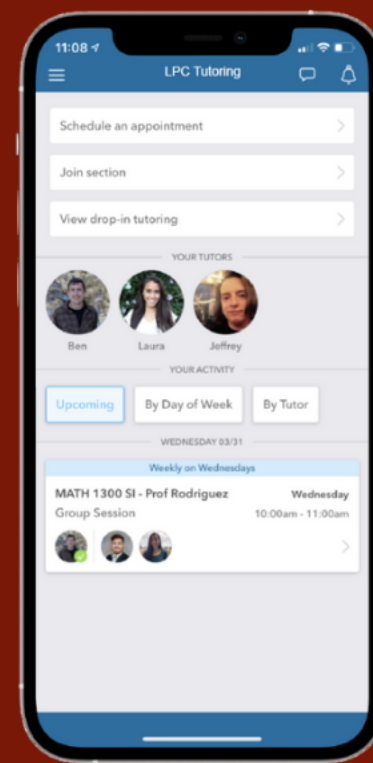 11:08
LPC Tutoring
Schedule an appointment
Join section
View drop-in tutoring
YOUR TUTORS
Ben Laura Jeffrey
YOUR ACTIVITY
Upcoming By Day of Week By Tutor
WEDNESDAY 03/31
Weekly on Wednesdays
MATH 1300 SI - Prof Rodriguez Wednesday
Group Session 10:00am - 11:00am